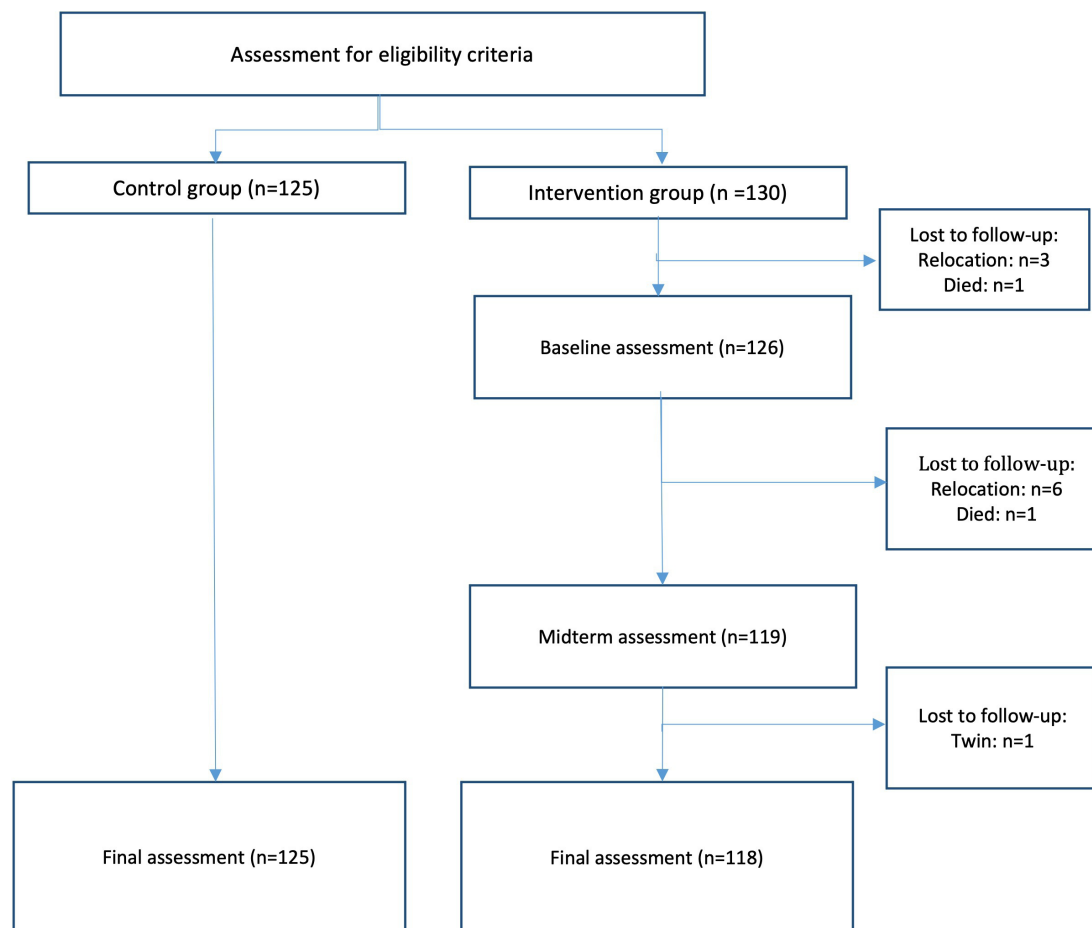 Assessment for eligibility criteria
Control group (n=125)
Intervention group (n =130)
Lost to follow-up:
Relocation: n=3
Died: n=1
Baseline assessment (n=126)
Lost to follow-up:
Relocation: n=6
Died: n=1
Midterm assessment (n=119)
Lost to follow-up:
Twin: n=1
Final assessment (n=125)
Final assessment (n=118)